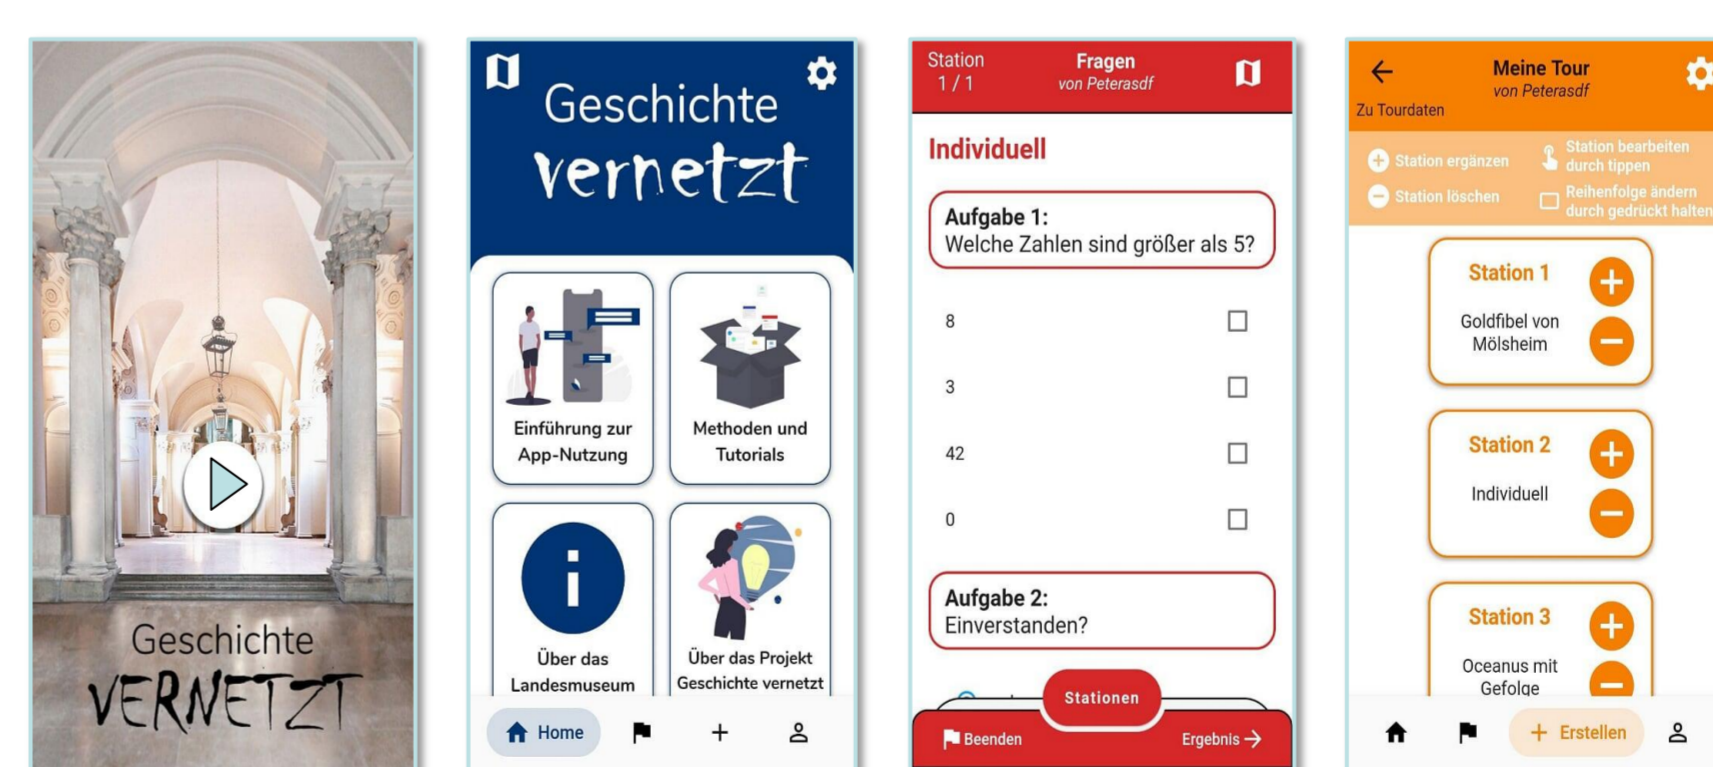 Geschichte
VERNETZT
Geschichte
vernetzt
Einführung zur
App-Nutzung
Methoden und
Tutorials
Über das
Landesmuseum
Über das Projekt
Geschichte vernetzt
Home
Station
1 / 1
Fragen
von Peterasdf
Individuell
Aufgabe 1:
Welche Zahlen sind größer als 5?
8
3
42
0
Aufgabe 2:
Einverstanden?
Stationen
Beenden
Ergebnis
Meine Tour
von Peterasdf
Zu Tourdaten
Station ergänzen
Station bearbeiten
durch tippen
Station löschen
Reihenfolge ändern
durch gedrückt halten
Station 1
Goldfibel von
Mölsheim
Station 2
Individuell
Station 3
Oceanus mit
Gefolge
Erstellen